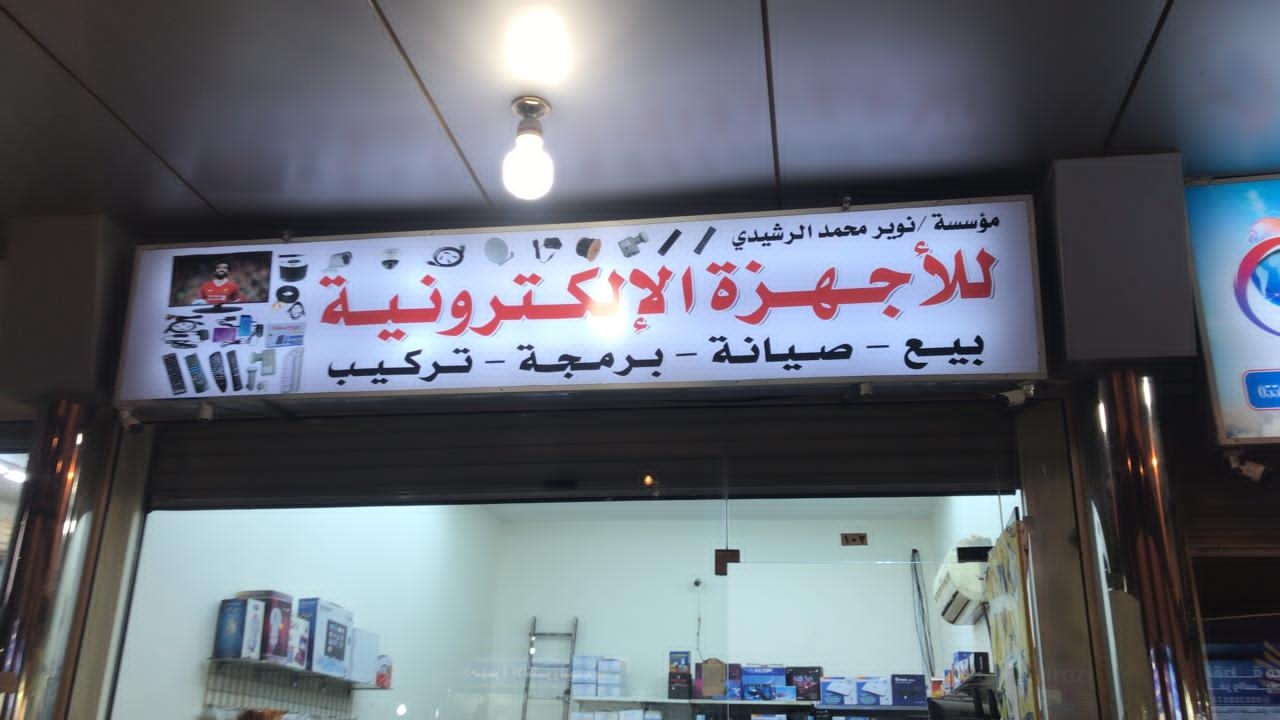 مؤسسة / نوير محمد الرشيدي
للأجهزة الإلكترونية
بيع - صيانة - برمجة - تركيب
١٠٢